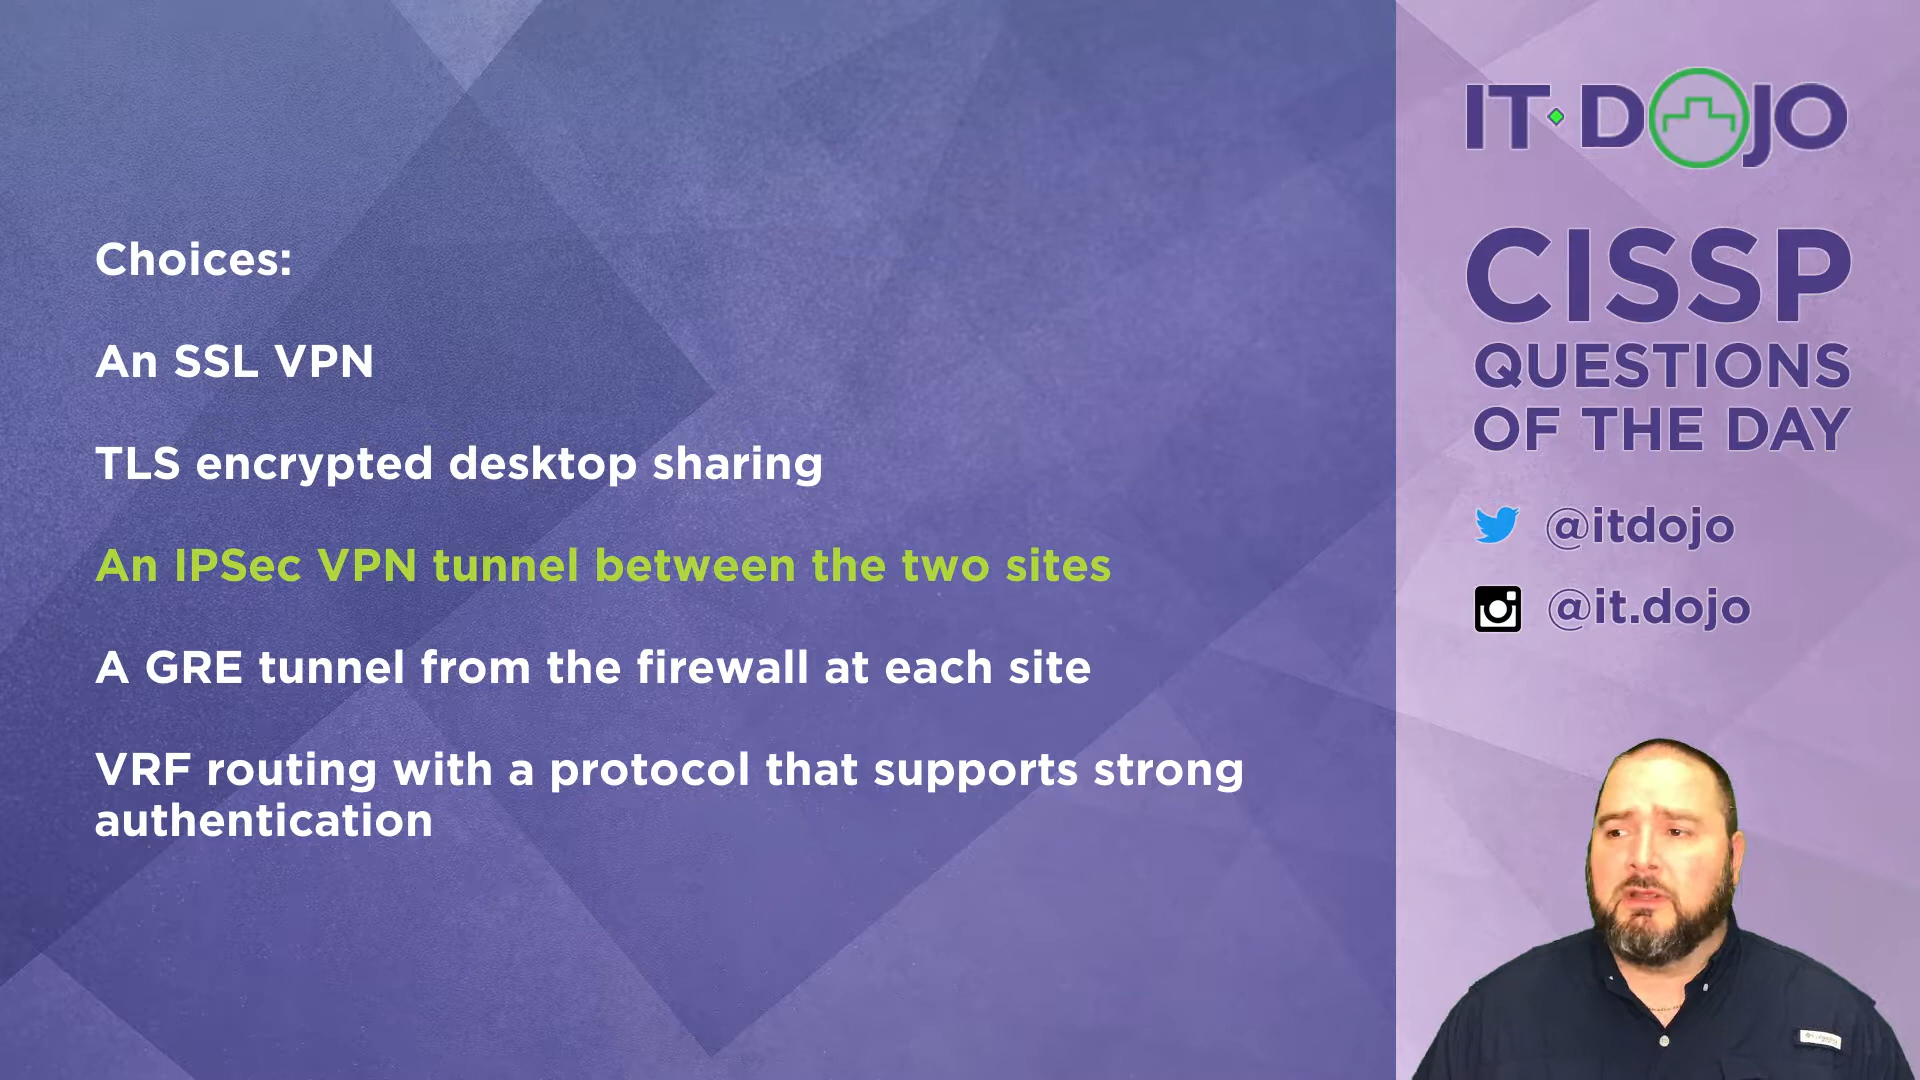 Choices:
An SSL VPN
TLS encrypted desktop sharing
An IPSec VPN tunnel between the two sites
A GRE tunnel from the firewall at each site
VRF routing with a protocol that supports strong
authentication
IT DOJO
CISSP
QUESTIONS
OF THE DAY
@itdojo
@it.dojo